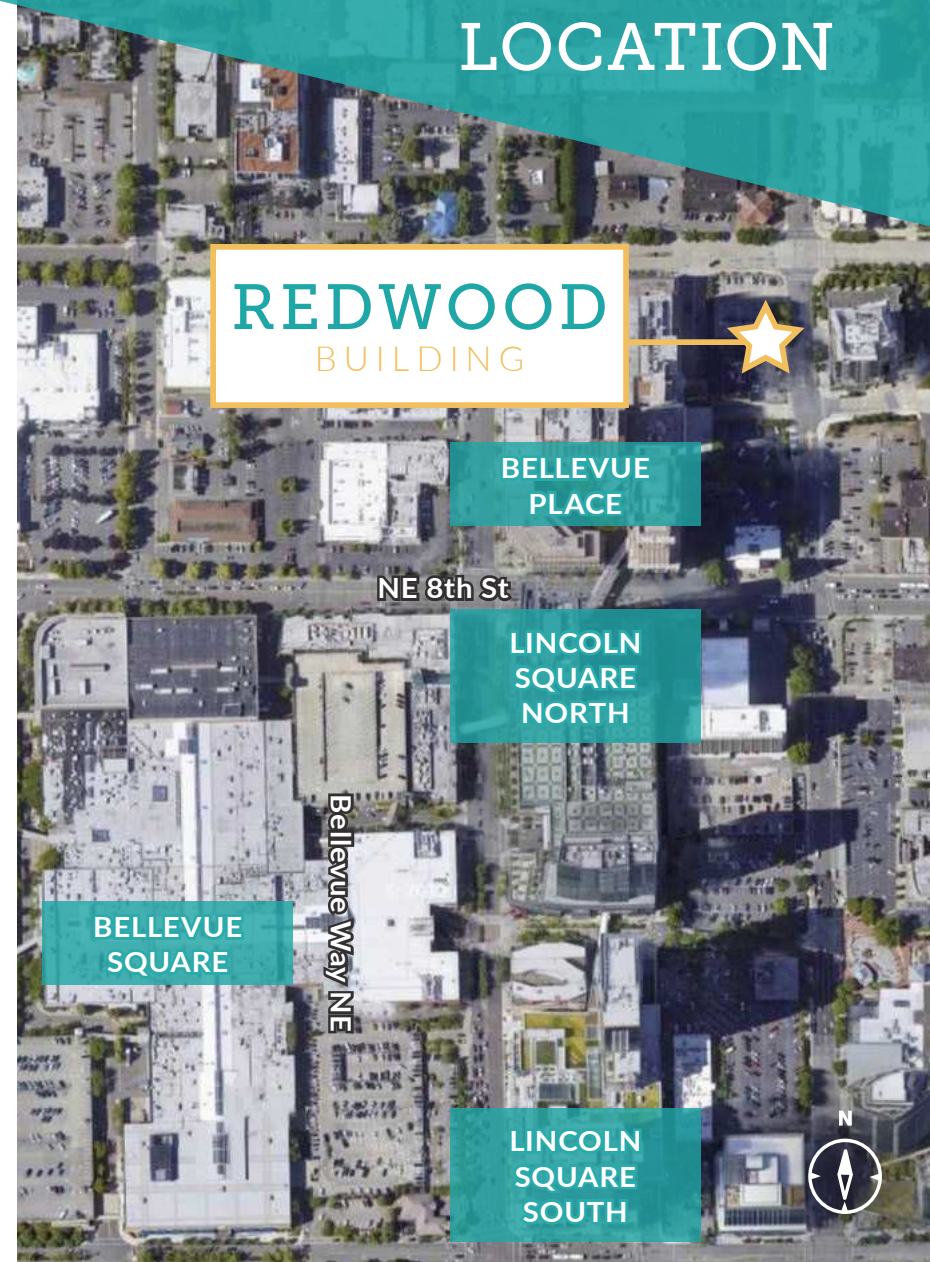 LOCATION
REDWOOD
BUILDING
BELLEVUE
PLACE
NE 8th St
LINCOLN
SQUARE
NORTH
Bellevue Way NE
BELLEVUE
SQUARE
N
LINCOLN
SQUARE
SOUTH